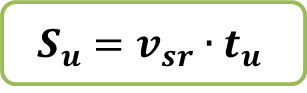 S_u = v_sr · t_u